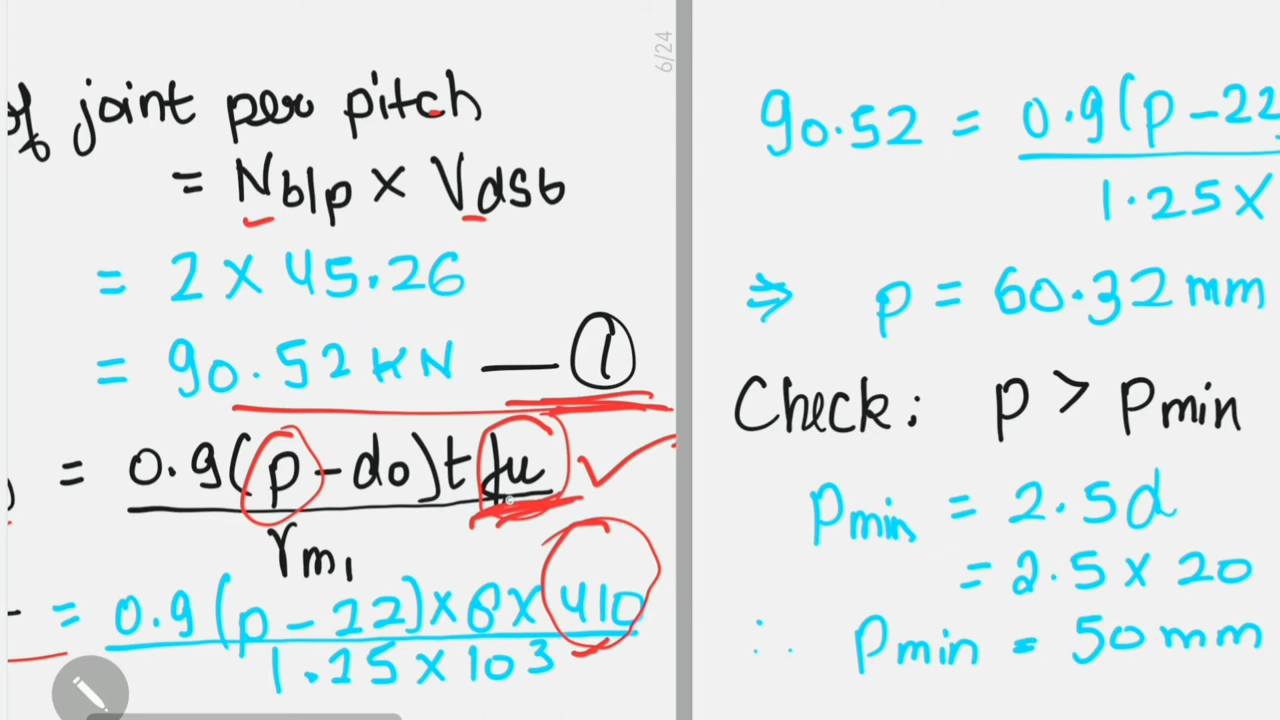 of joint per pitch
= Nb/p × Vdsb
= 2 × 45.26
= 90.52 kN — ①
= 0.9(p - do)t fu
γm1
= 0.9(p - 22) × 6 × 410
1.25 × 10³
6/24
90.52 = 0.9(p - 22
1.25 ×
⇒ p = 60.32 mm
Check: p > Pmin
Pmin = 2.5d
= 2.5 × 20
∴ Pmin = 50 mm